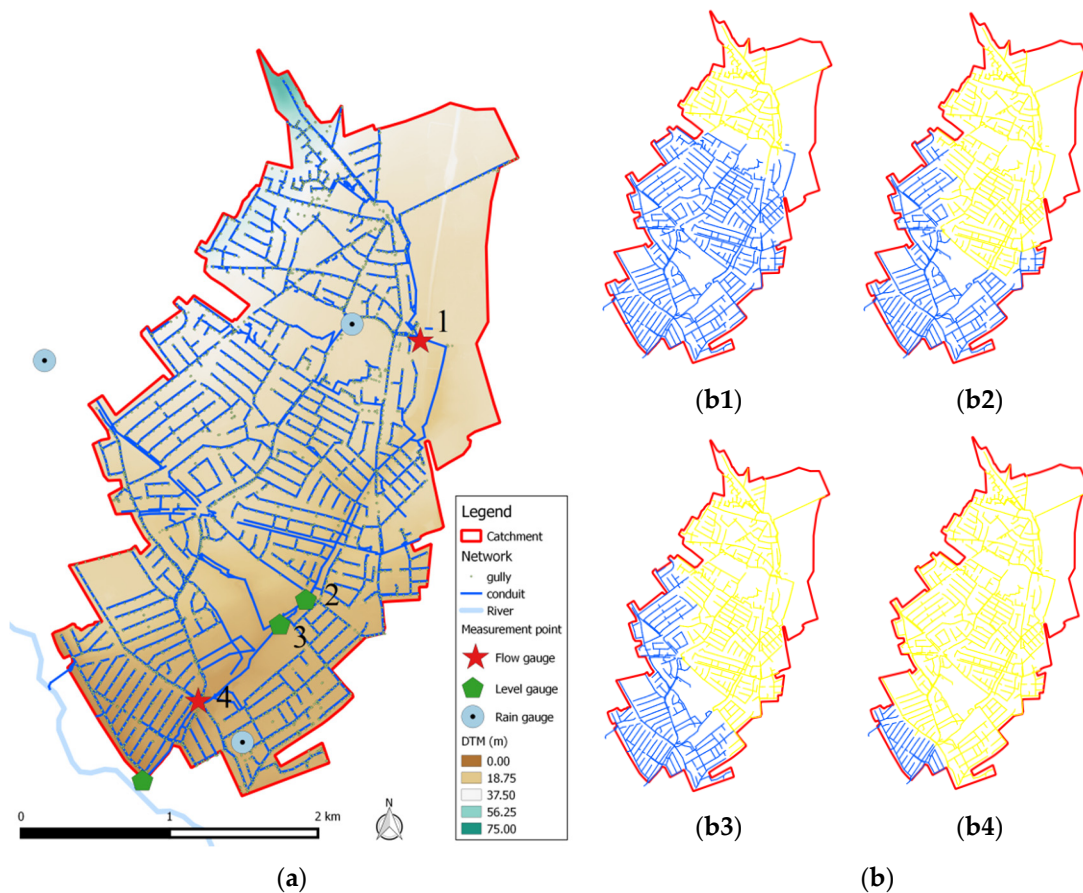 1
2
3
4
Legend
Catchment
Network
gully
conduit
River
Measurement point
Flow gauge
Level gauge
Rain gauge
DTM (m)
0.00
18.75
37.50
56.25
75.00
0 1 2 km
N
(a)
(b1)
(b2)
(b3)
(b4)
(b)